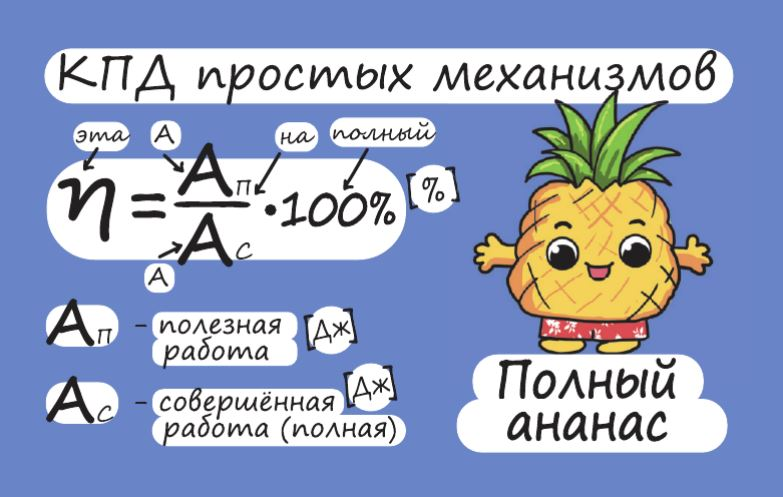 КПД простых механизмов
эта А на полный
η = Aп / Aс · 100% [%]
А
Aп - полезная работа [Дж]
Aс - совершённая работа (полная) [Дж]
Полный
ананас